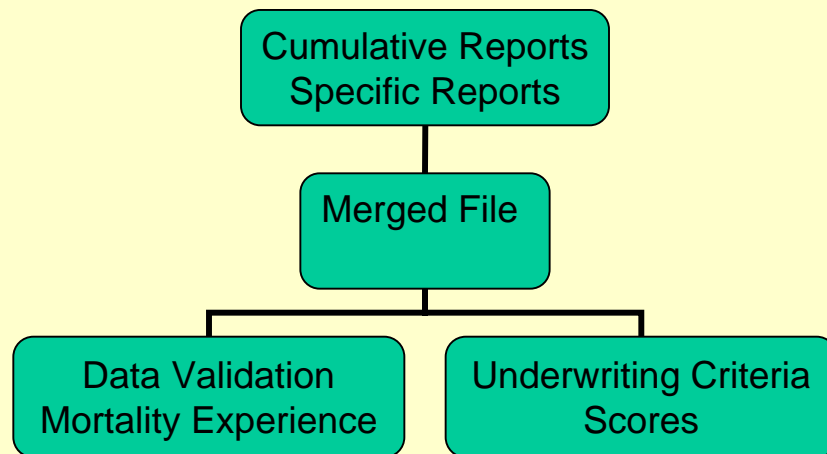 Cumulative Reports
Specific Reports
Merged File
Data Validation
Mortality Experience
Underwriting Criteria
Scores